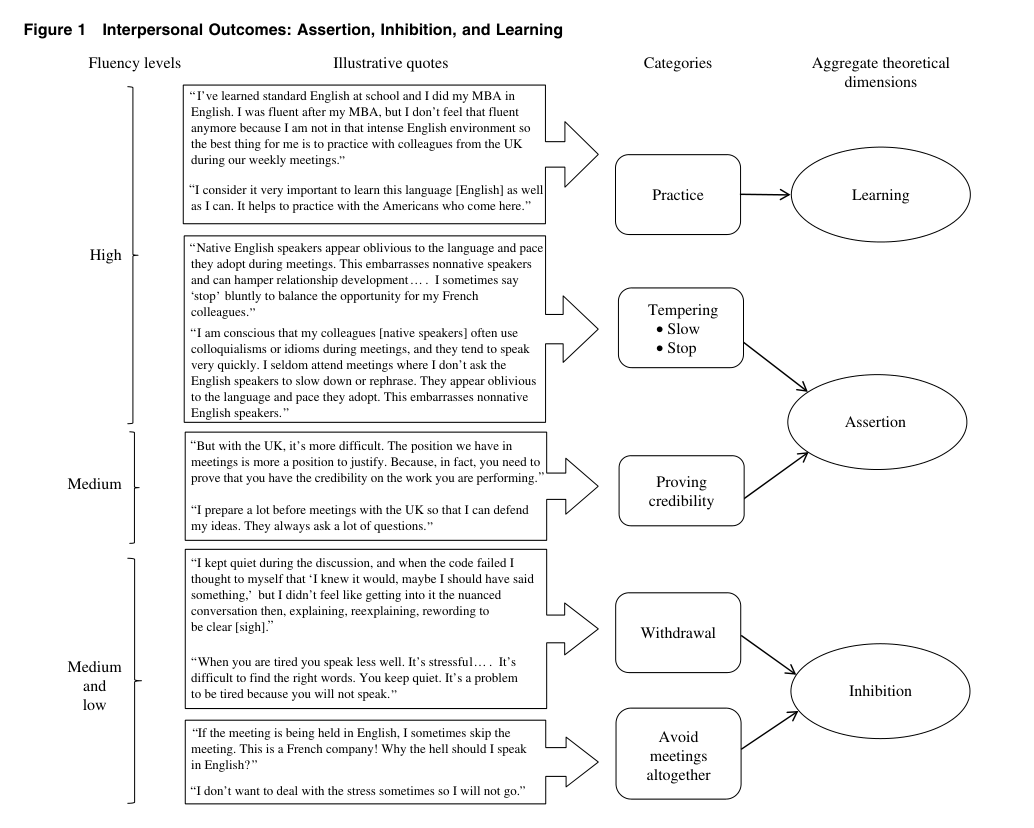 Figure 1 Interpersonal Outcomes: Assertion, Inhibition, and Learning
Fluency levels
Illustrative quotes
Categories
Aggregate theoretical
dimensions
High
“I’ve learned standard English at school and I did my MBA in
English. I was fluent after my MBA, but I don’t feel that fluent
anymore because I am not in that intense English environment so
the best thing for me is to practice with colleagues from the UK
during our weekly meetings.”
“I consider it very important to learn this language [English] as well
as I can. It helps to practice with the Americans who come here.”
Practice
Learning
“Native English speakers appear oblivious to the language and pace
they adopt during meetings. This embarrasses nonnative speakers
and can hamper relationship development.... I sometimes say
‘stop’ bluntly to balance the opportunity for my French
colleagues.”
“I am conscious that my colleagues [native speakers] often use
colloquialisms or idioms during meetings, and they tend to speak
very quickly. I seldom attend meetings where I don’t ask the
English speakers to slow down or rephrase. They appear oblivious
to the language and pace they adopt. This embarrasses nonnative
English speakers.”
Tempering
• Slow
• Stop
Assertion
Medium
“But with the UK, it’s more difficult. The position we have in
meetings is more a position to justify. Because, in fact, you need to
prove that you have the credibility on the work you are performing.”
“I prepare a lot before meetings with the UK so that I can defend
my ideas. They always ask a lot of questions.”
Proving
credibility
Medium
and
low
“I kept quiet during the discussion, and when the code failed I
thought to myself that ‘I knew it would, maybe I should have said
something,’ but I didn’t feel like getting into it the nuanced
conversation then, explaining, reexplaining, rewording to
be clear [sigh].”
“When you are tired you speak less well. It’s stressful.... It’s
difficult to find the right words. You keep quiet. It’s a problem
to be tired because you will not speak.”
Withdrawal
Inhibition
“If the meeting is being held in English, I sometimes skip the
meeting. This is a French company! Why the hell should I speak
in English?”
“I don’t want to deal with the stress sometimes so I will not go.”
Avoid
meetings
altogether